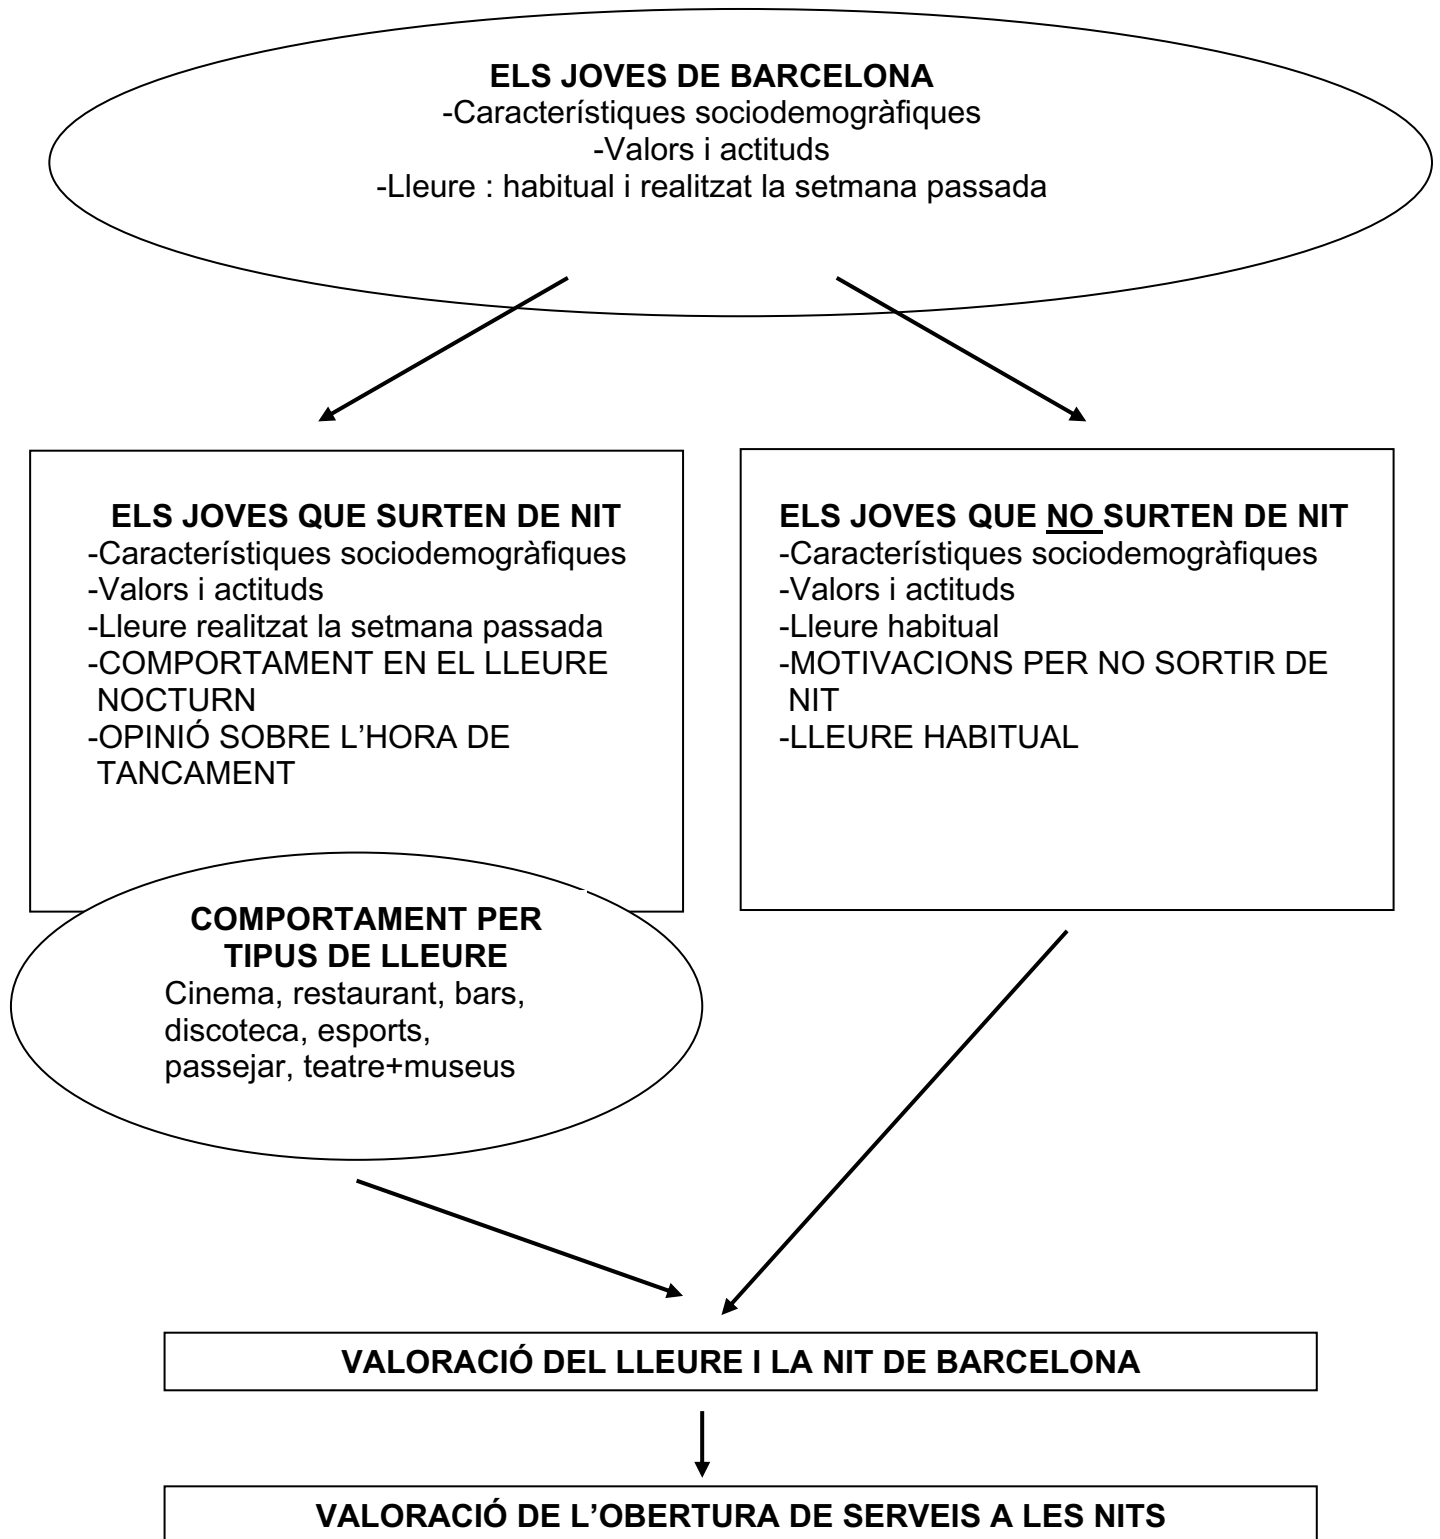 ELS JOVES DE BARCELONA
-Característiques sociodemogràfiques
-Valors i actituds
-Lleure : habitual i realitzat la setmana passada
ELS JOVES QUE SURTEN DE NIT
-Característiques sociodemogràfiques
-Valors i actituds
-Lleure realitzat la setmana passada
-COMPORTAMENT EN EL LLEURE
NOCTURN
-OPINIÓ SOBRE L’HORA DE
TANCAMENT
ELS JOVES QUE NO SURTEN DE NIT
-Característiques sociodemogràfiques
-Valors i actituds
-Lleure habitual
-MOTIVACIONS PER NO SORTIR DE
NIT
-LLEURE HABITUAL
COMPORTAMENT PER
TIPUS DE LLEURE
Cinema, restaurant, bars,
discoteca, esports,
passejar, teatre+museus
VALORACIÓ DEL LLEURE I LA NIT DE BARCELONA
VALORACIÓ DE L’OBERTURA DE SERVEIS A LES NITS